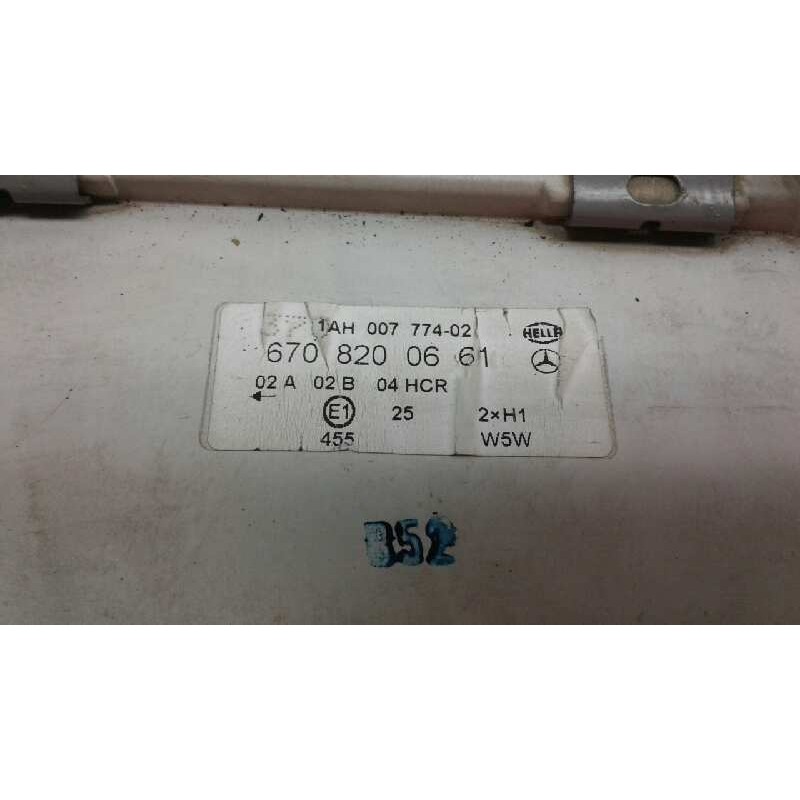 1AH 007 774-02 HELLA
670 820 06 61
02 A 02 B 04 HCR
E1 25 2×H1
455 W5W
352